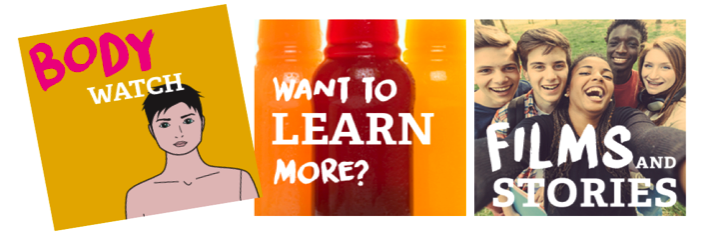 BODY
WATCH
WANT TO
LEARN
MORE?
FILMS AND
STORIES